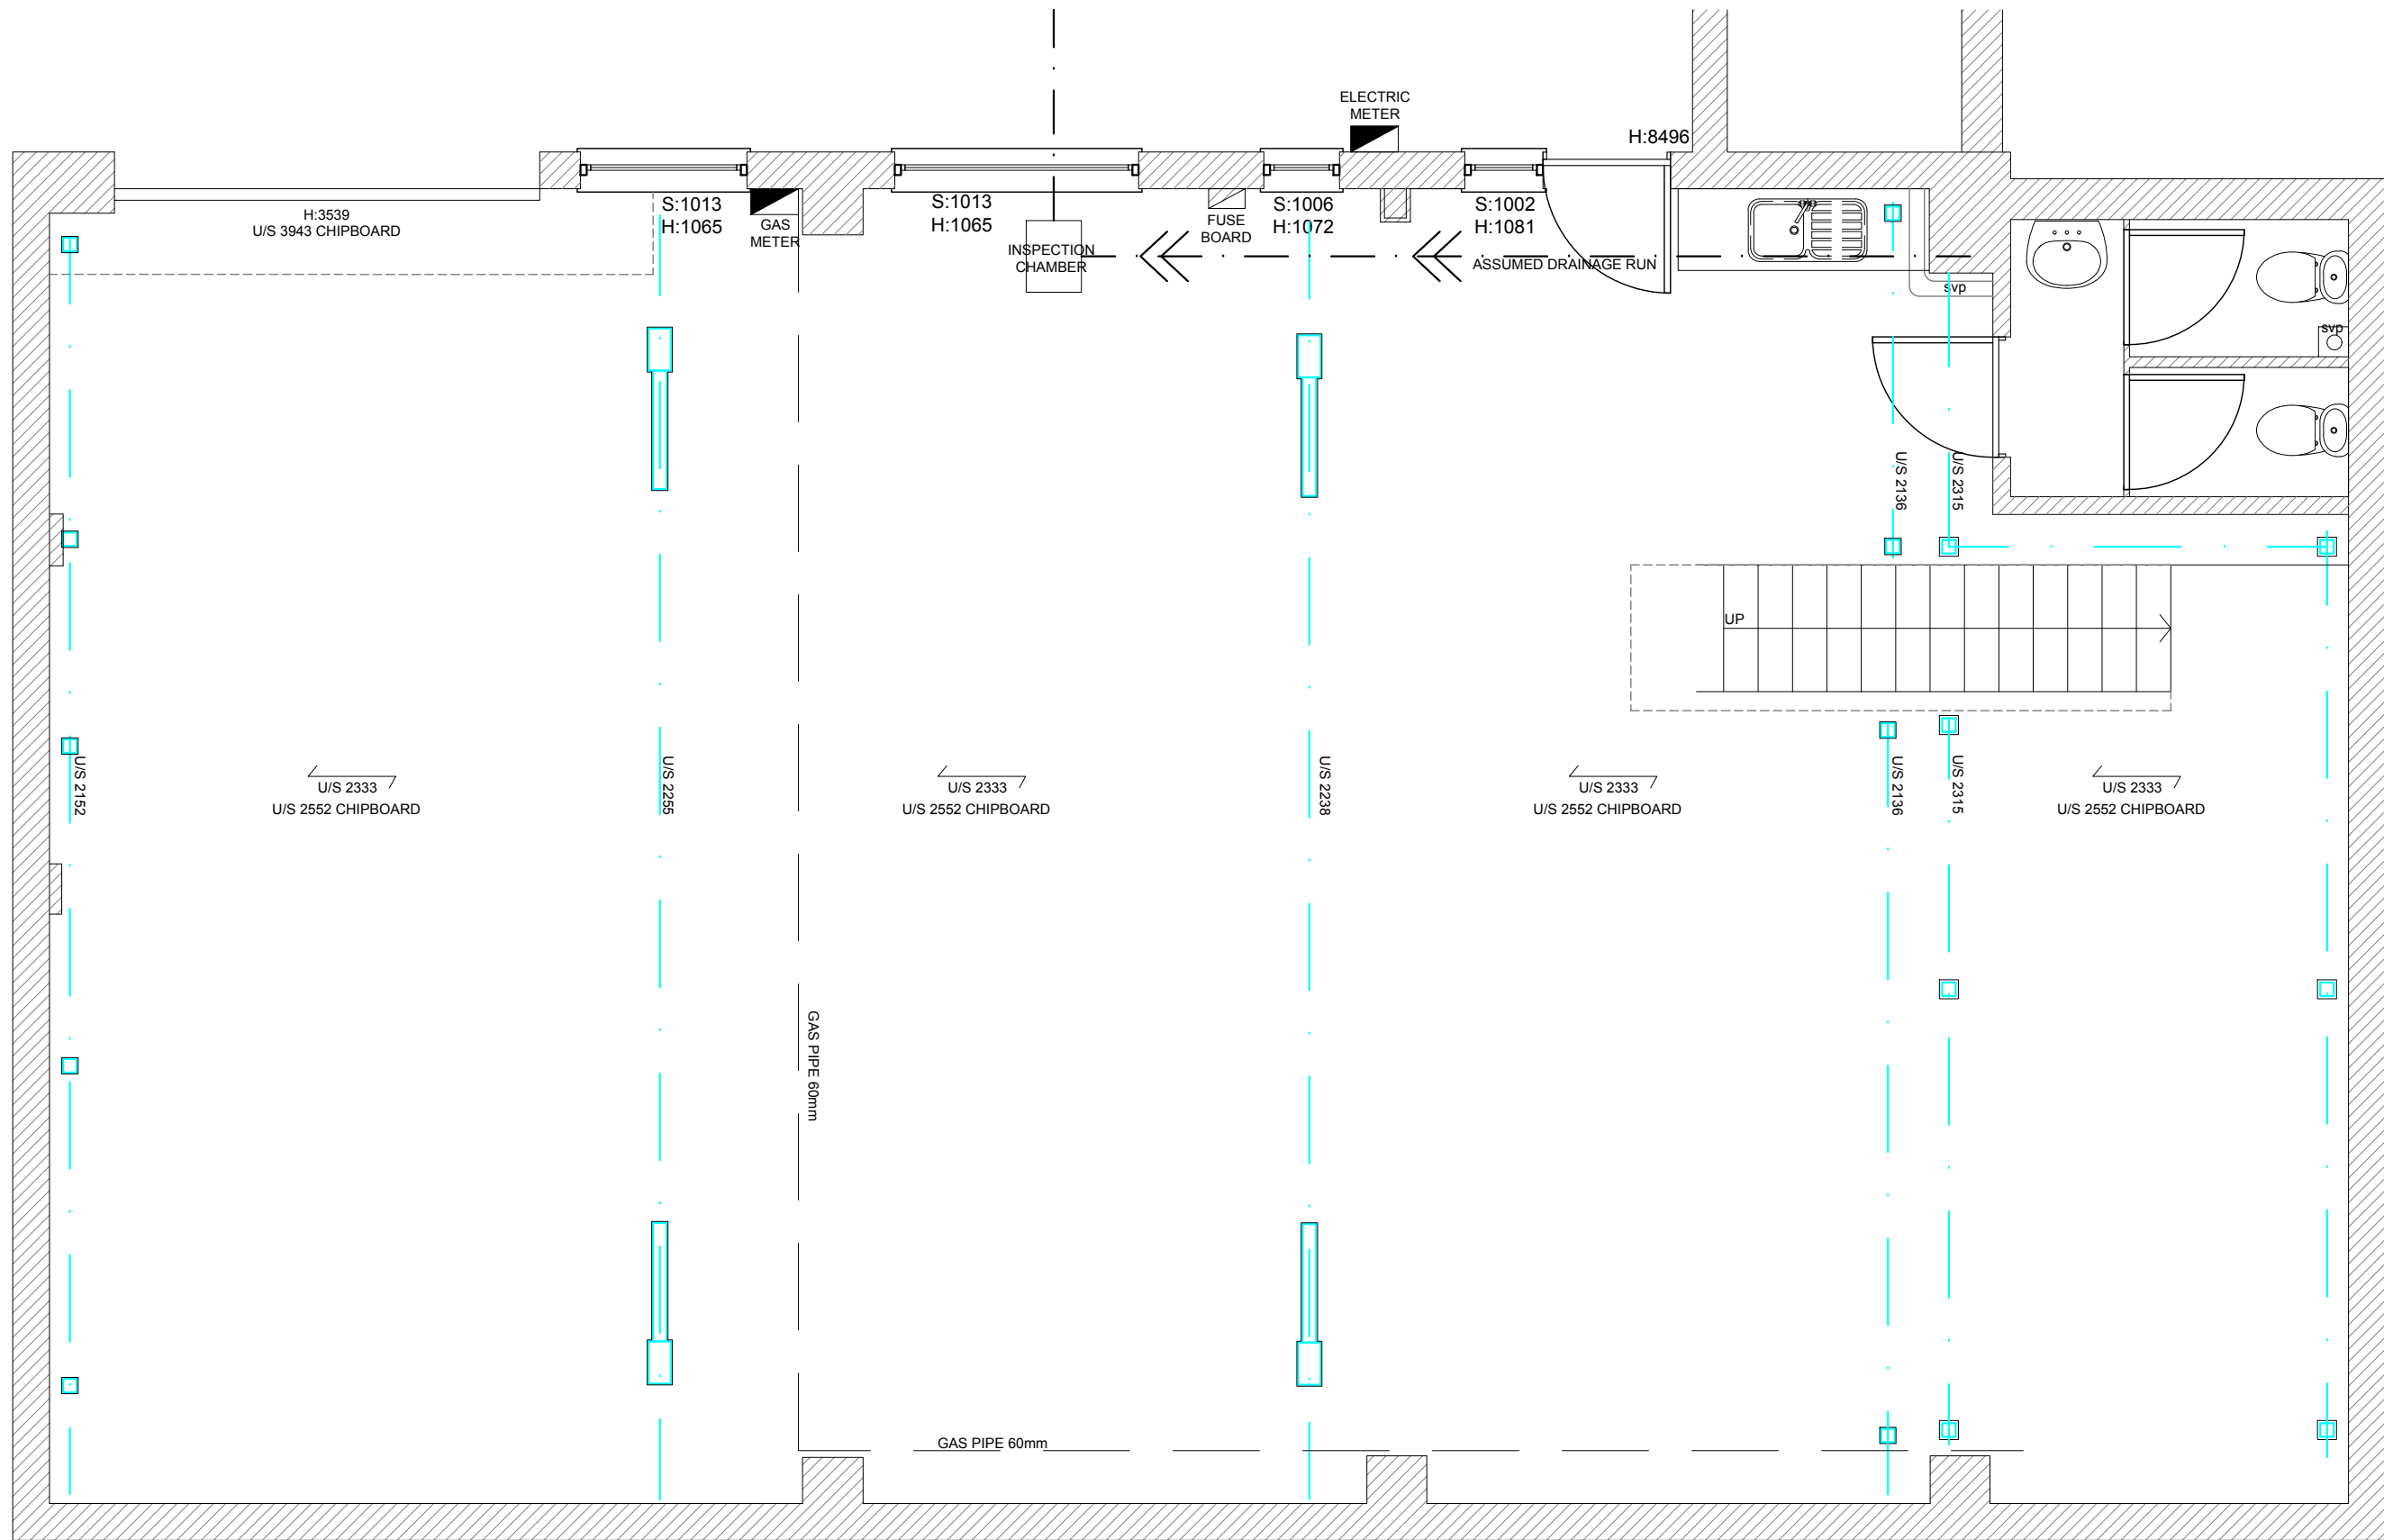 ELECTRIC
METER
H:8496
H:3539
U/S 3943 CHIPBOARD
S:1013
H:1065
GAS
METER
S:1013
H:1065
INSPECTION
CHAMBER
FUSE
BOARD
S:1006
H:1072
S:1002
H:1081
ASSUMED DRAINAGE RUN
svp
svp
U/S 2136
U/S 2315
UP
U/S 2152
U/S 2333
U/S 2552 CHIPBOARD
U/S 2255
U/S 2333
U/S 2552 CHIPBOARD
U/S 2238
U/S 2333
U/S 2552 CHIPBOARD
U/S 2136
U/S 2315
U/S 2333
U/S 2552 CHIPBOARD
GAS PIPE 60mm
GAS PIPE 60mm